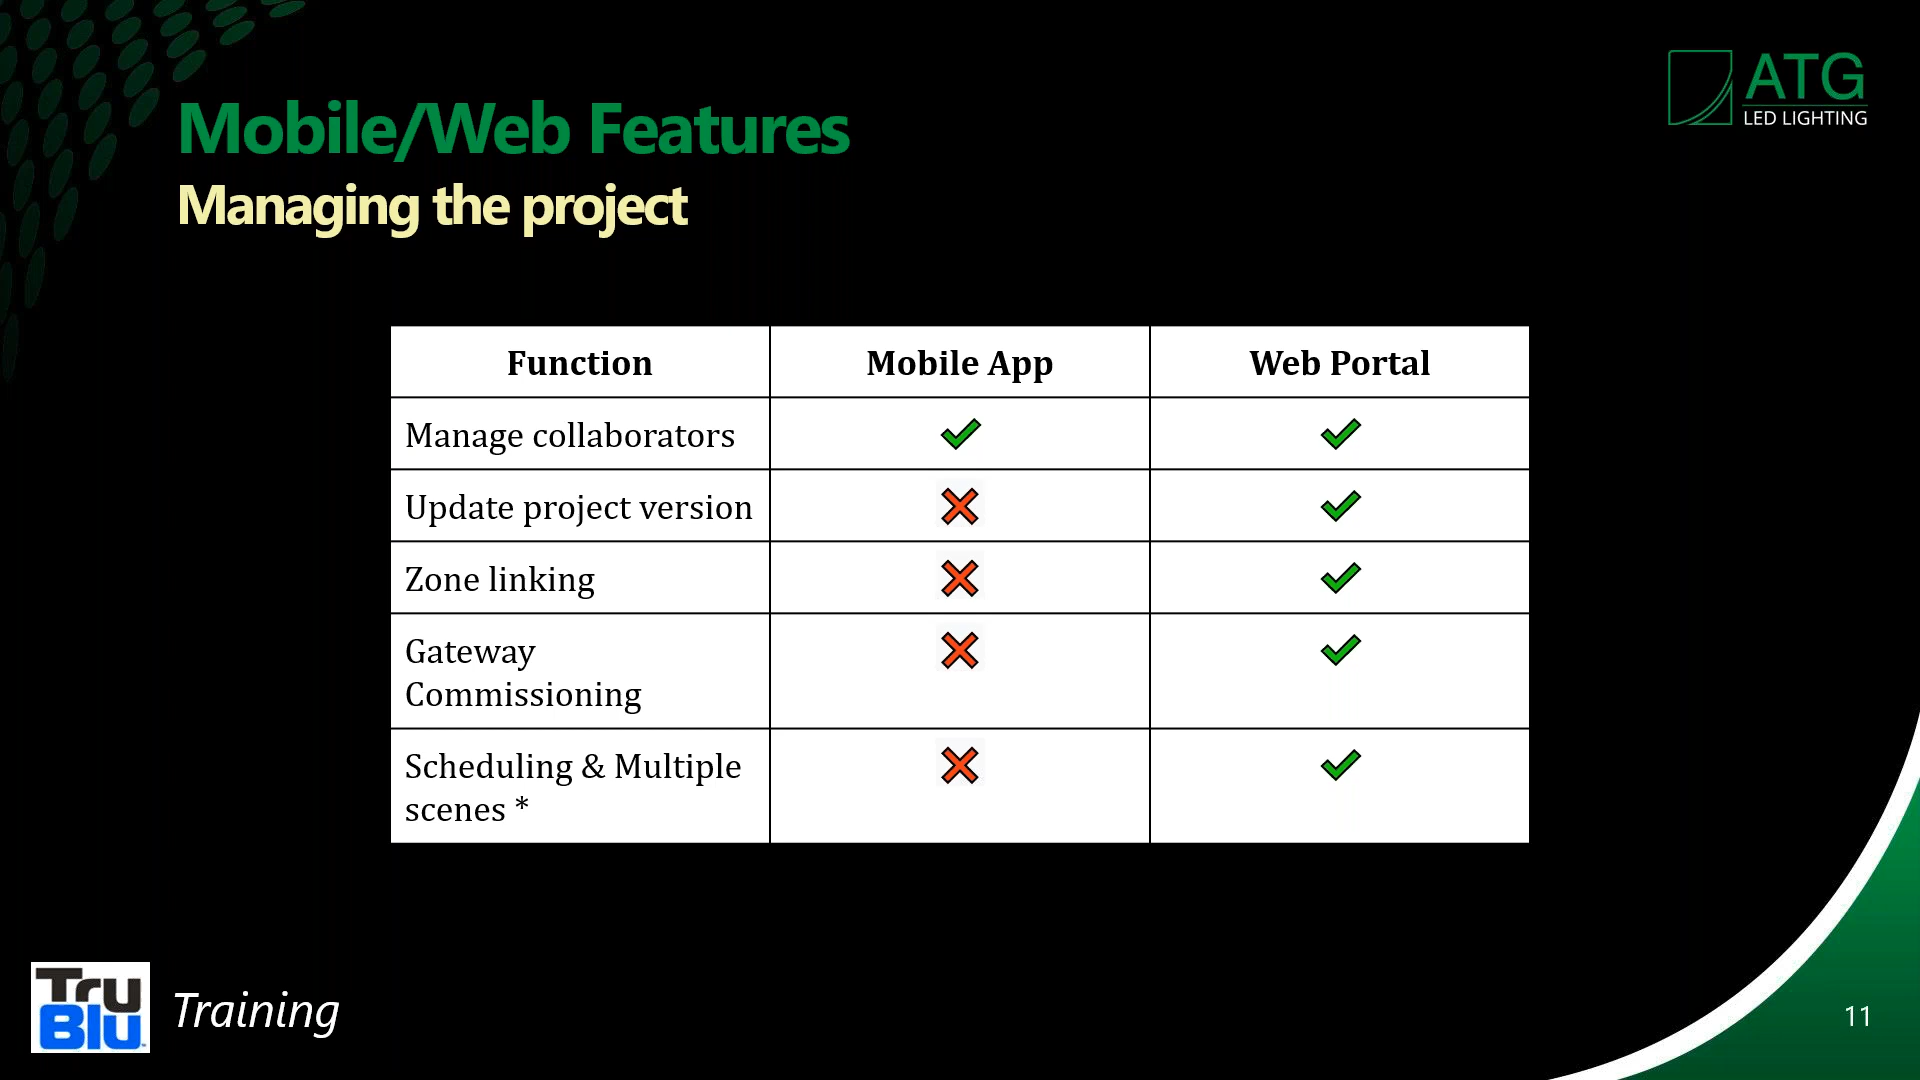 ATG
LED LIGHTING
Mobile/Web Features
Managing the project
Function Mobile App Web Portal
Manage collaborators
Update project version
Zone linking
Gateway
Commissioning
Scheduling & Multiple
scenes *
Tru
Blu
Training
11